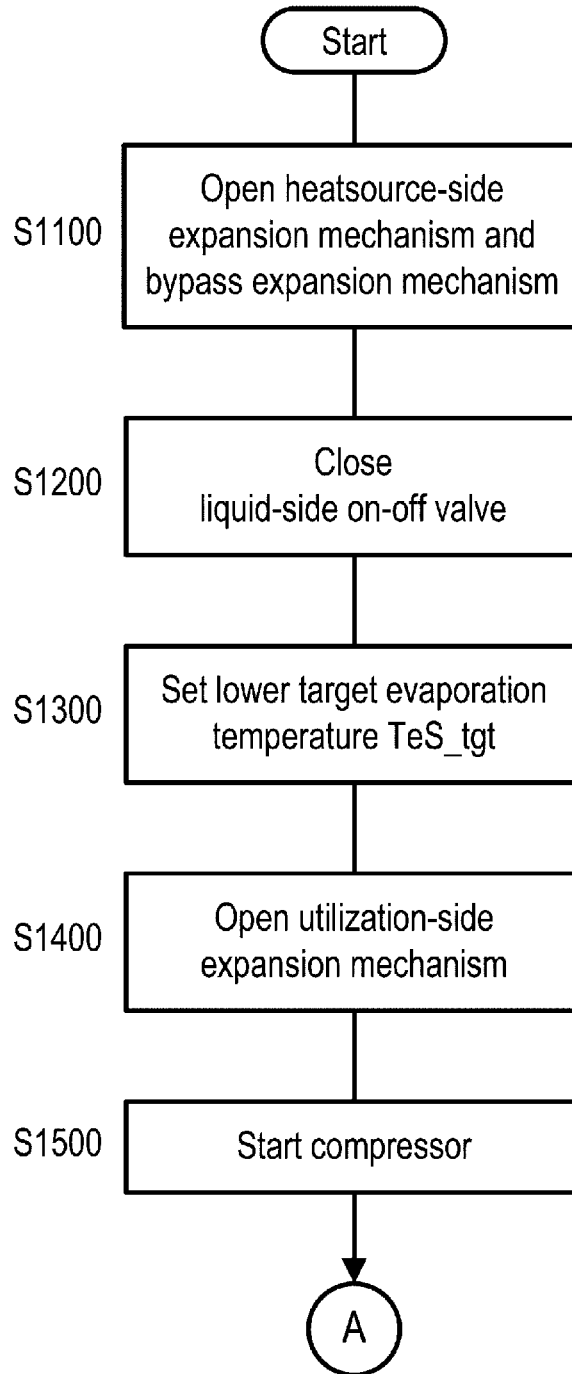 Start
S1100
Open heatsource-side
expansion mechanism and
bypass expansion mechanism
S1200
Close
liquid-side on-off valve
S1300
Set lower target evaporation
temperature TeS_tgt
S1400
Open utilization-side
expansion mechanism
S1500
Start compressor
A